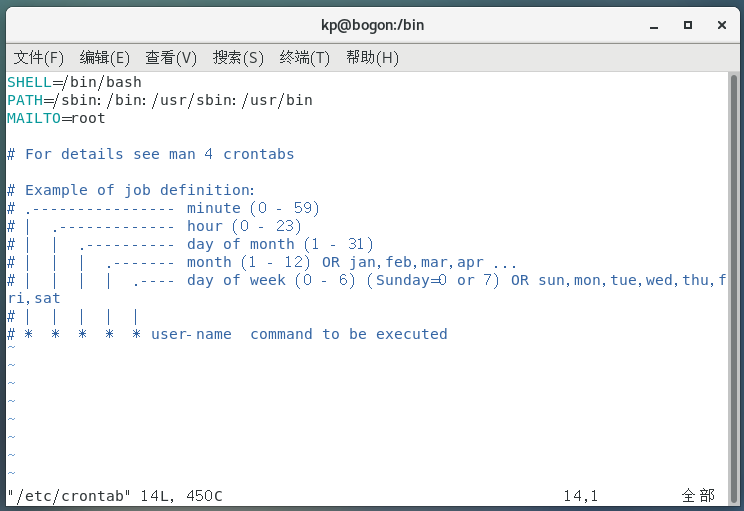 kp@bogon:/bin
文件(F) 编辑(E) 查看(V) 搜索(S) 终端(T) 帮助(H)
SHELL=/bin/bash
PATH=/sbin:/bin:/usr/sbin:/usr/bin
MAILTO=root
# For details see man 4 crontabs
# Example of job definition:
# .---------------- minute (0 - 59)
# |  .------------- hour (0 - 23)
# |  |  .---------- day of month (1 - 31)
# |  |  |  .------- month (1 - 12) OR jan,feb,mar,apr ...
# |  |  |  |  .---- day of week (0 - 6) (Sunday=0 or 7) OR sun,mon,tue,wed,thu,f
ri,sat
# |  |  |  |  |
# *  *  *  *  * user-name  command to be executed
~
~
~
~
~
~
~
~
"/etc/crontab" 14L, 450C 14,1 全部